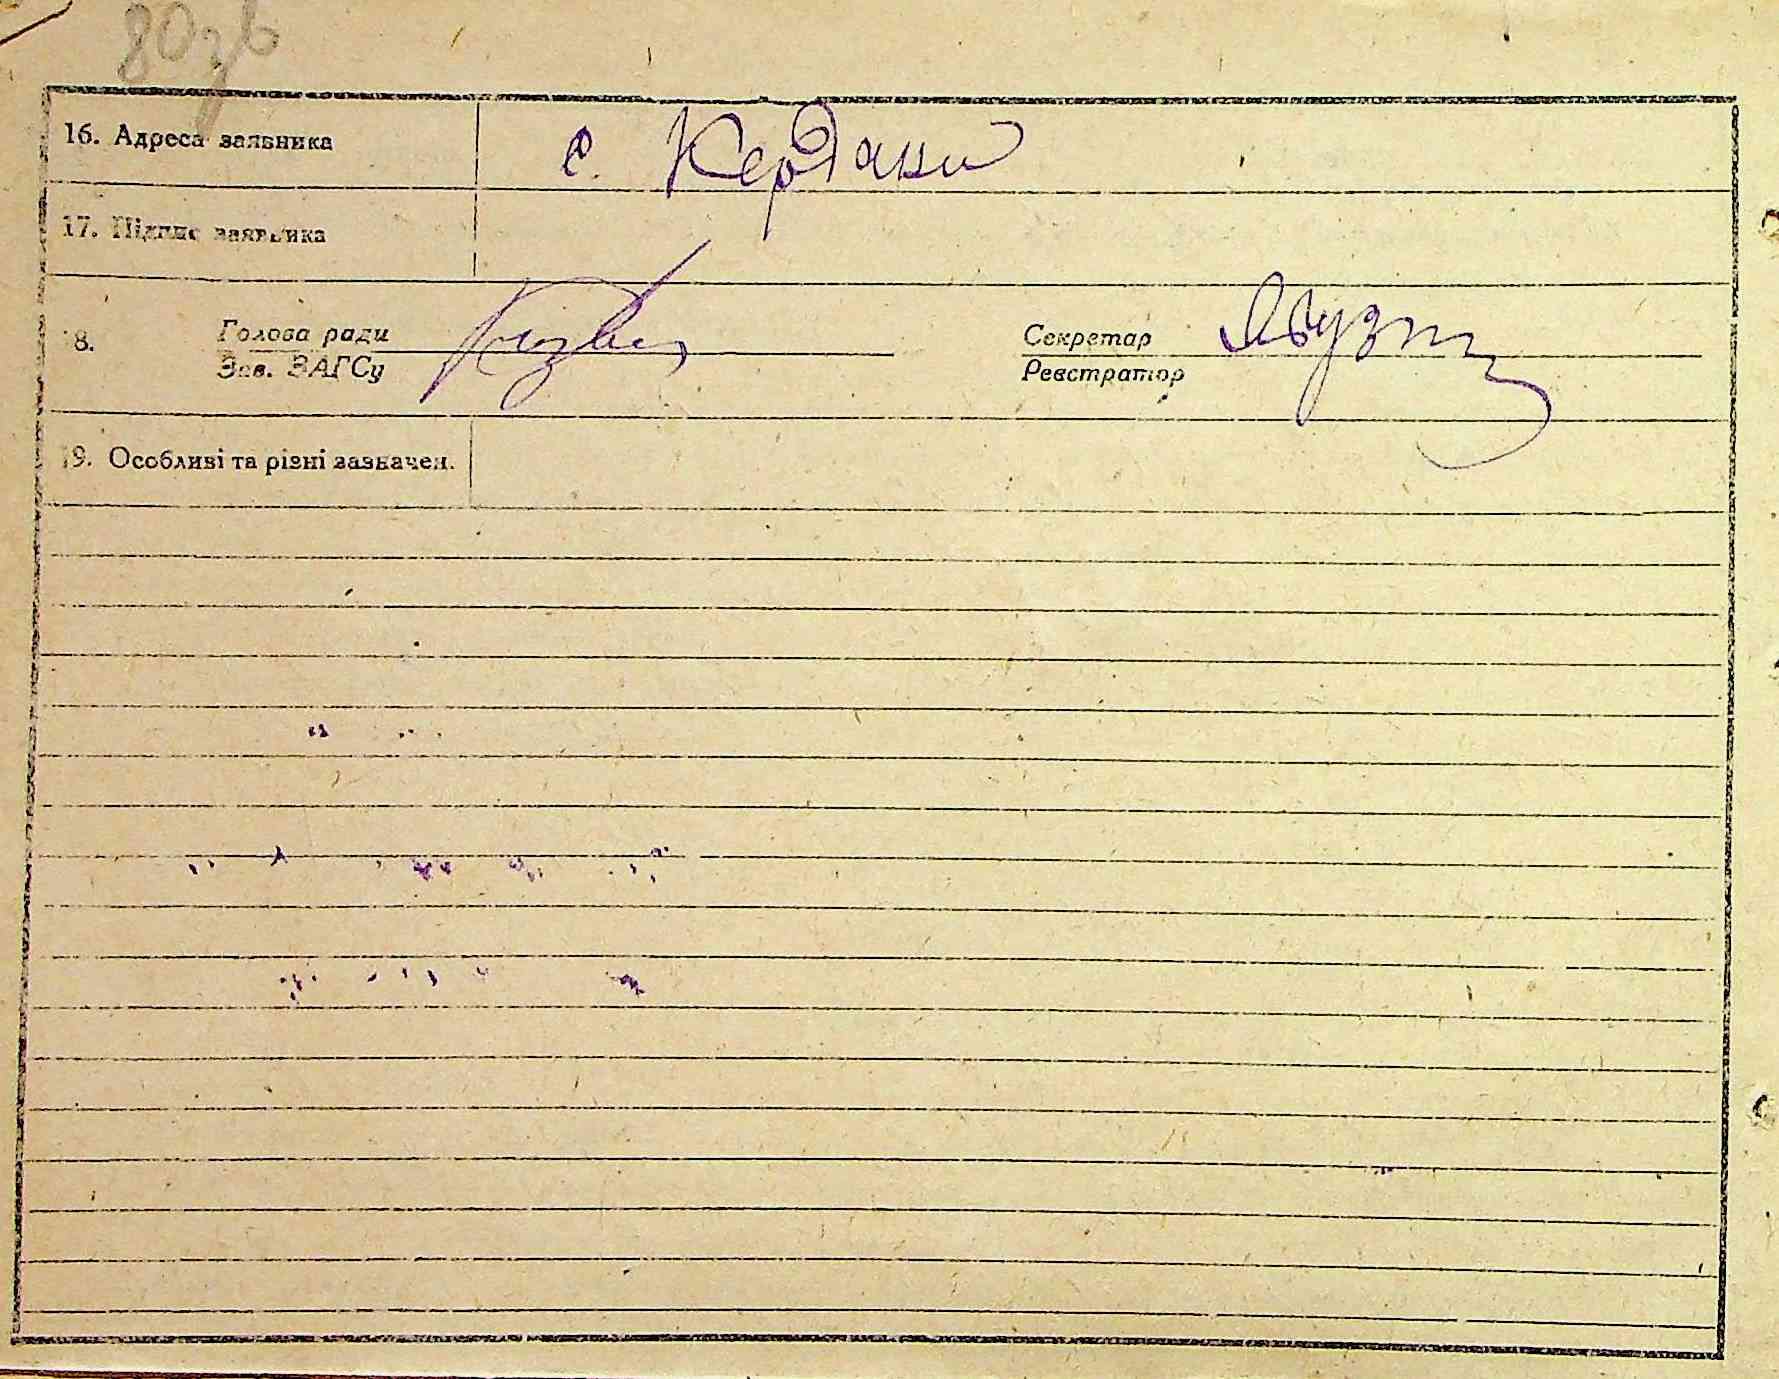 80зв
16. Адреса заявника с. Кердани
17. Підпис заявника
18. Голова ради Секретар
Зав. ЗАГСу Реєстратор
19. Особливі та різні зазначен.